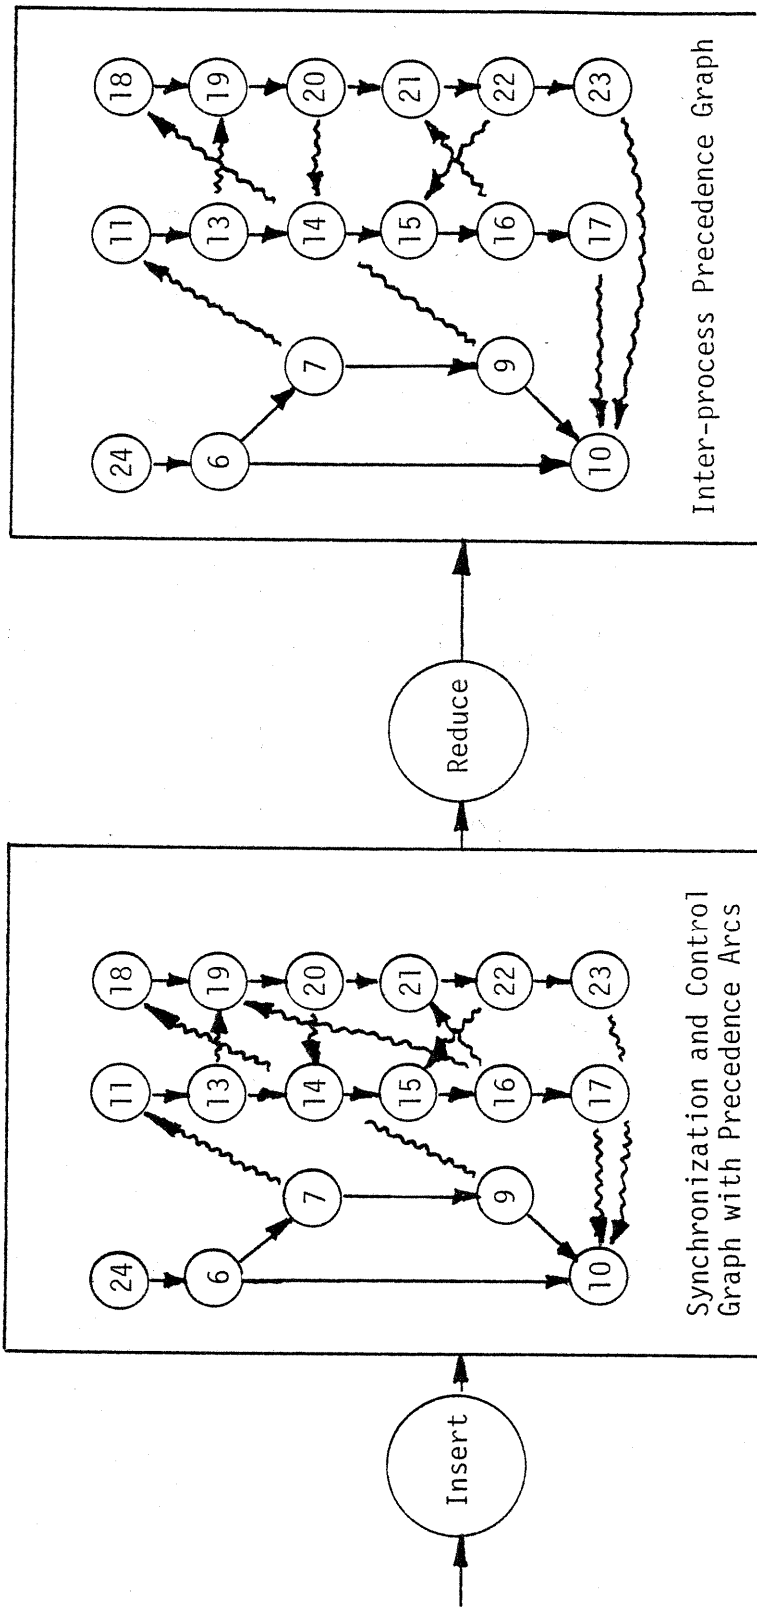 Insert
24 11 18
6 13 19
7 14 20
15 21
9 16 22
10 17 23
Synchronization and Control
Graph with Precedence Arcs
Reduce
24 11 18
6 13 19
7 14 20
15 21
9 16 22
10 17 23
Inter-process Precedence Graph